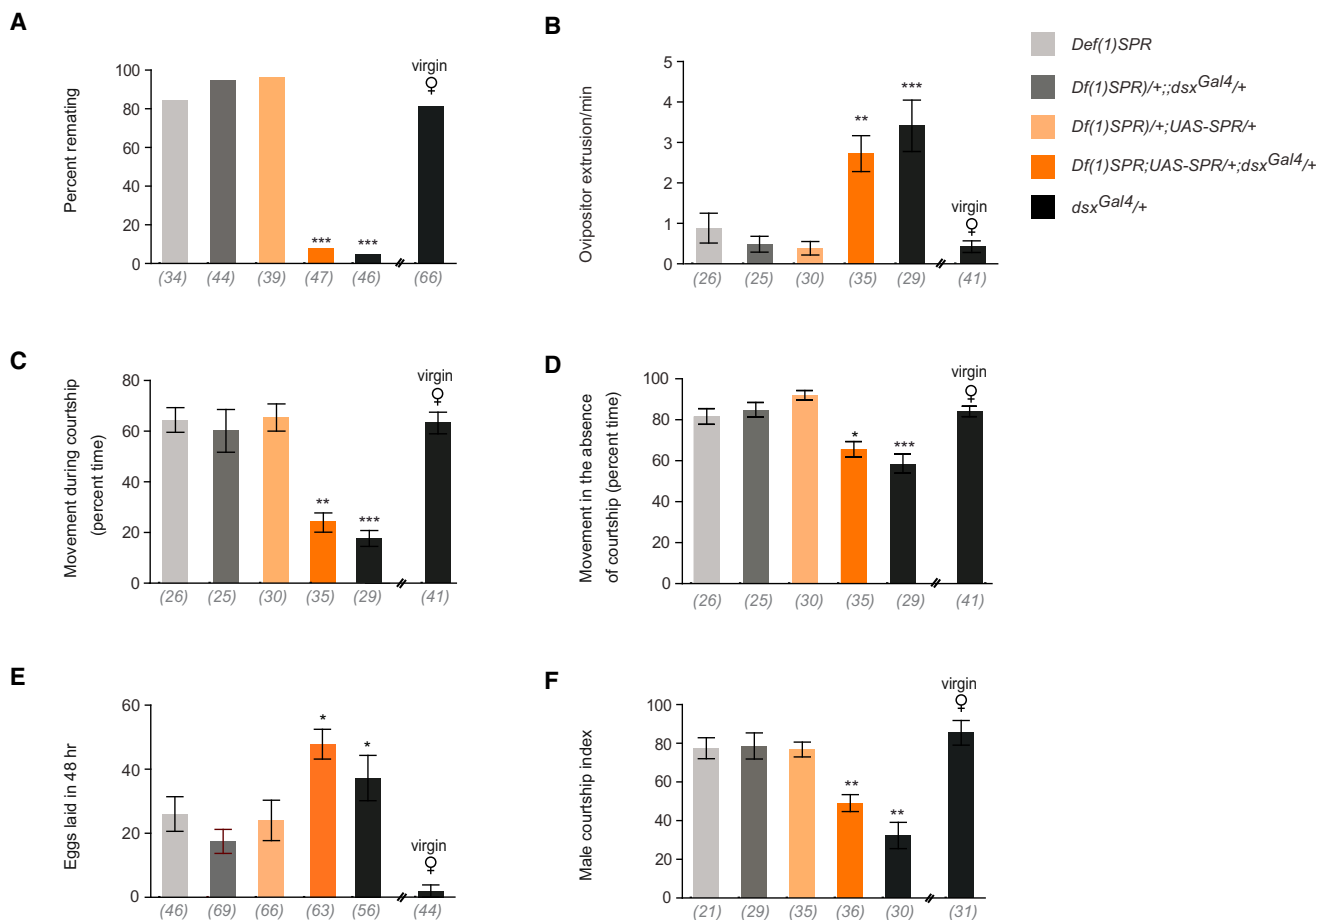 A
Percent remating
100
80
60
40
20
0
virgin
♀
***
***
(34) (44) (39) (47) (46) (66)
B
Ovipositor extrusion/min
5
4
3
2
1
0
**
***
virgin
♀
(26) (25) (30) (35) (29) (41)
Def(1)SPR
Df(1)SPR)/+;;dsxGal4/+
Df(1)SPR)/+;UAS-SPR/+
Df(1)SPR;UAS-SPR/+;dsxGal4/+
dsxGal4/+
C
Movement during courtship
(percent time)
80
60
40
20
0
**
***
virgin
♀
(26) (25) (30) (35) (29) (41)
D
Movement in the absence
of courtship (percent time)
100
80
60
40
20
0
*
***
virgin
♀
(26) (25) (30) (35) (29) (41)
E
Eggs laid in 48 hr
60
40
20
0
*
*
virgin
♀
(46) (69) (66) (63) (56) (44)
F
Male courtship index
100
80
60
40
20
0
**
**
virgin
♀
(21) (29) (35) (36) (30) (31)